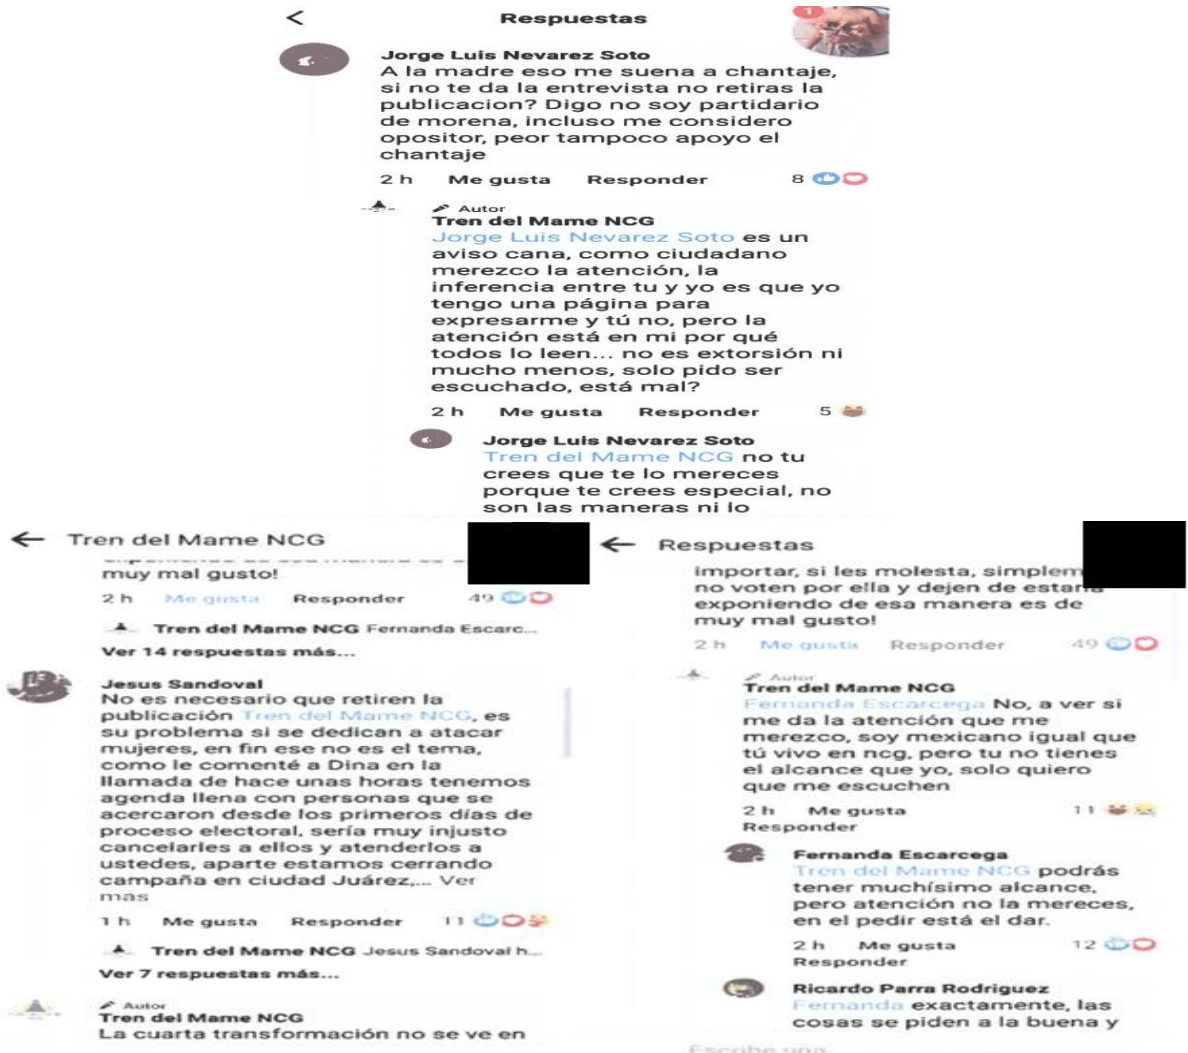 Respuestas
1
Jorge Luis Nevarez Soto
A la madre eso me suena a chantaje,
si no te da la entrevista no retiras la
publicacion? Digo no soy partidario
de morena, incluso me considero
opositor, peor tampoco apoyo el
chantaje
2 h Me gusta Responder 8
Autor
Tren del Mame NCG
Jorge Luis Nevarez Soto es un
aviso cana, como ciudadano
merezco la atención, la
inferencia entre tu y yo es que yo
tengo una página para
expresarme y tú no, pero la
atención está en mi por qué
todos lo leen... no es extorsión ni
mucho menos, solo pido ser
escuchado, está mal?
2 h Me gusta Responder 5
Jorge Luis Nevarez Soto
Tren del Mame NCG no tu
crees que te lo mereces
porque te crees especial, no
son las maneras ni lo
Tren del Mame NCG
muy mal gusto!
2 h Me gusta Responder 49
Tren del Mame NCG Fernanda Escarc...
Ver 14 respuestas más...
Jesus Sandoval
No es necesario que retiren la
publicación Tren del Mame NCG, es
su problema si se dedican a atacar
mujeres, en fin ese no es el tema,
como le comenté a Dina en la
llamada de hace unas horas tenemos
agenda llena con personas que se
acercaron desde los primeros días de
proceso electoral, sería muy injusto
cancelarles a ellos y atenderlos a
ustedes, aparte estamos cerrando
campaña en ciudad Juárez,... Ver
más
1 h Me gusta Responder 11
Tren del Mame NCG Jesus Sandoval h...
Ver 7 respuestas más...
Autor
Tren del Mame NCG
La cuarta transformación no se ve en
Respuestas
importar, si les molesta, simplem
no voten por ella y dejen de estarla
exponiendo de esa manera es de
muy mal gusto!
2 h Me gusta Responder 49
Autor
Tren del Mame NCG
Fernanda Escarcega No, a ver si
me da la atención que me
merezco, soy mexicano igual que
tú vivo en ncg, pero tu no tienes
el alcance que yo, solo quiero
que me escuchen
2 h Me gusta 11
Responder
Fernanda Escarcega
Tren del Mame NCG podrás
tener muchísimo alcance,
pero atención no la mereces,
en el pedir está el dar.
2 h Me gusta 12
Responder
Ricardo Parra Rodriguez
Fernanda exactamente, las
cosas se piden a la buena y
Escribe una